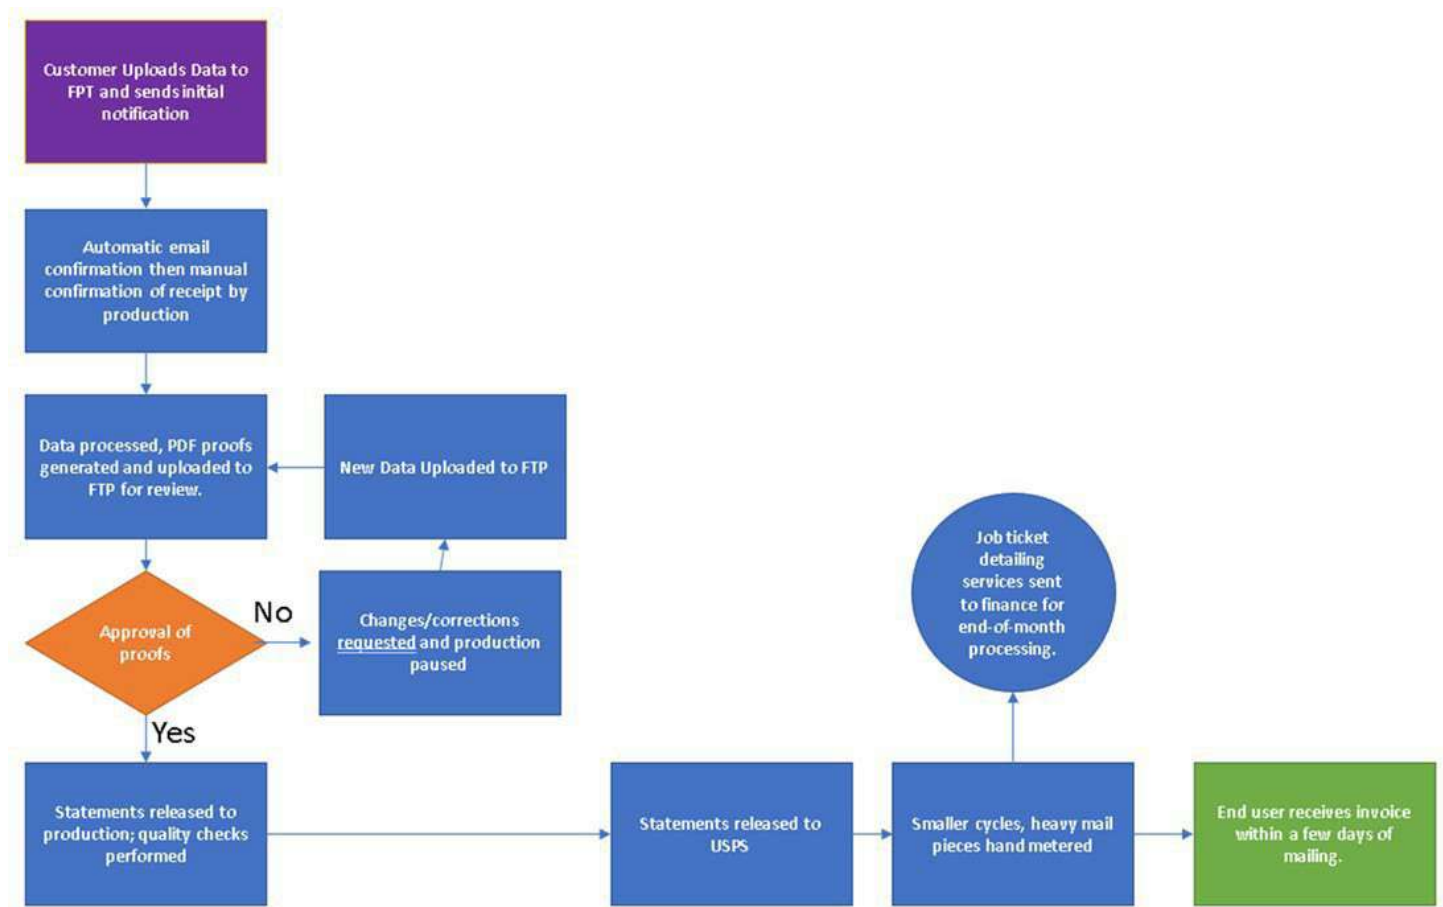 Customer Uploads Data to
FPT and sends initial
notification
Automatic email
confirmation then manual
confirmation of receipt by
production
Data processed, PDF proofs
generated and uploaded to
FTP for review.
New Data Uploaded to FTP
Approval of
proofs
No
Changes/corrections
requested and production
paused
Yes
Statements released to
production; quality checks
performed
Statements released to
USPS
Smaller cycles, heavy mail
pieces hand metered
Job ticket
detailing
services sent
to finance for
end-of-month
processing.
End user receives invoice
within a few days of
mailing.